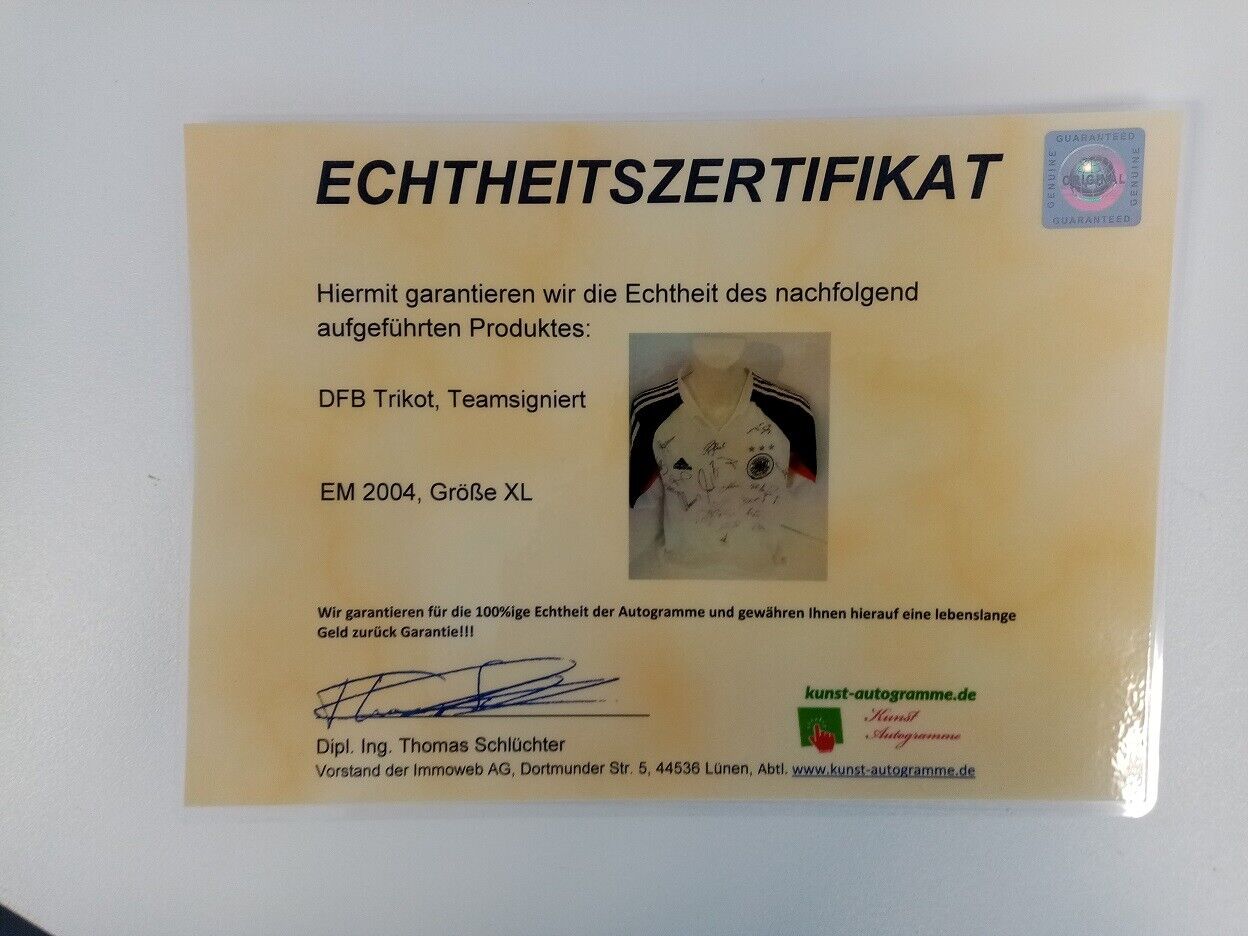 ECHTHEITSZERTIFIKAT
GUARANTEED
GENUINE
ORIGINAL
GENUINE
GUARANTEED
Hiermit garantieren wir die Echtheit des nachfolgend
aufgeführten Produktes:
DFB Trikot, Teamsigniert
EM 2004, Größe XL
Wir garantieren für die 100%ige Echtheit der Autogramme und gewähren Ihnen hierauf eine lebenslange
Geld zurück Garantie!!!
kunst-autogramme.de
Kunst
Autogramme
Dipl. Ing. Thomas Schlüchter
Vorstand der Immoweb AG, Dortmunder Str. 5, 44536 Lünen, Abtl. www.kunst-autogramme.de